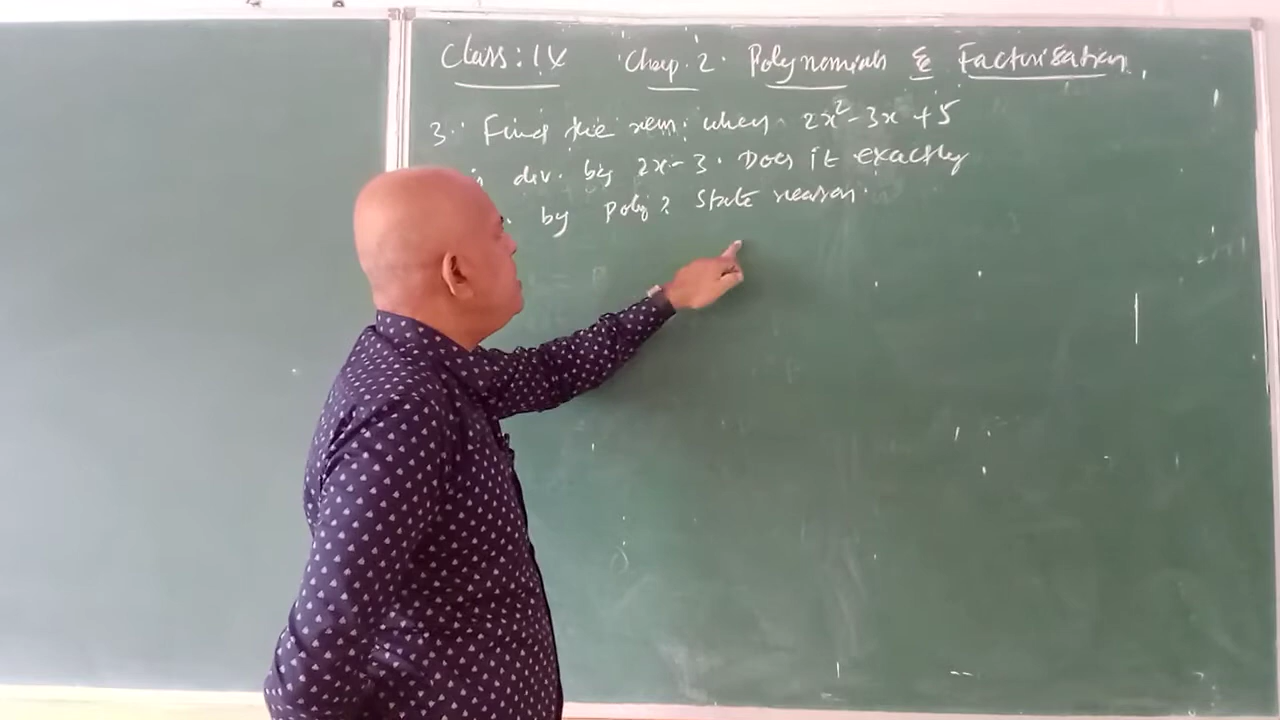 Class: IX Chap. 2. Polynomials & Factorisation.
3. Find the rem. when 2x² - 3x + 5
div. by 2x - 3. Does it exactly
by Poly? State reason.